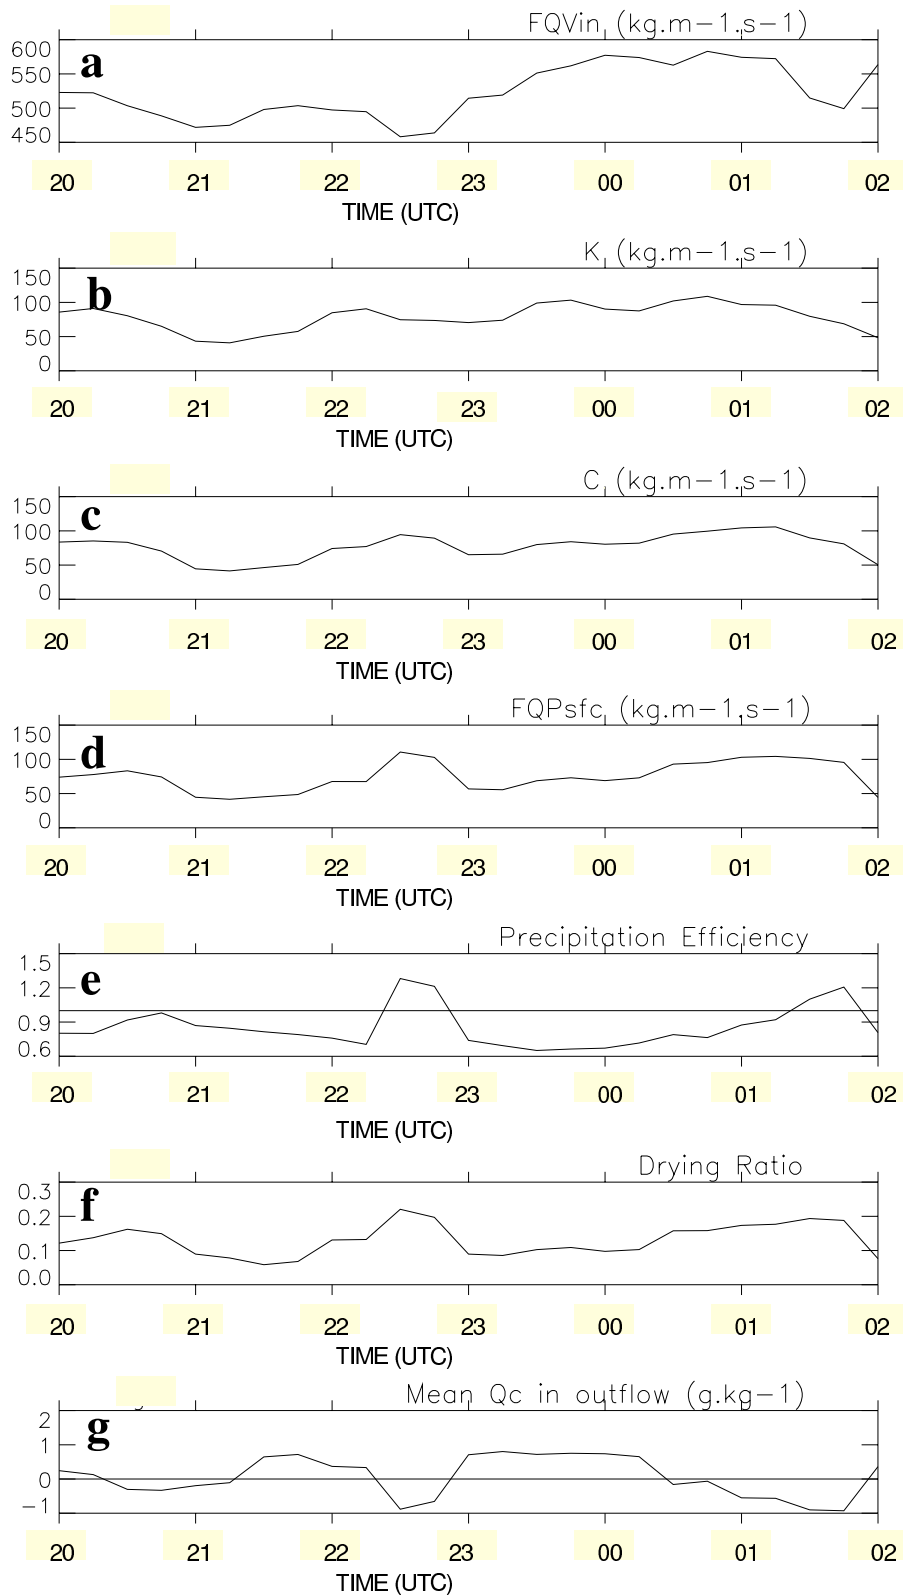 FQVin (kg.m−1.s−1)
a
600
550
500
450
20 21 22 23 00 01 02
TIME (UTC)
K (kg.m−1.s−1)
b
150
100
50
0
20 21 22 23 00 01 02
TIME (UTC)
C (kg.m−1.s−1)
c
150
100
50
0
20 21 22 23 00 01 02
TIME (UTC)
FQPsfc (kg.m−1.s−1)
d
150
100
50
0
20 21 22 23 00 01 02
TIME (UTC)
Precipitation Efficiency
e
1.5
1.2
0.9
0.6
20 21 22 23 00 01 02
TIME (UTC)
Drying Ratio
f
0.3
0.2
0.1
0.0
20 21 22 23 00 01 02
TIME (UTC)
Mean Qc in outflow (g.kg−1)
g
2
1
0
−1
20 21 22 23 00 01 02
TIME (UTC)